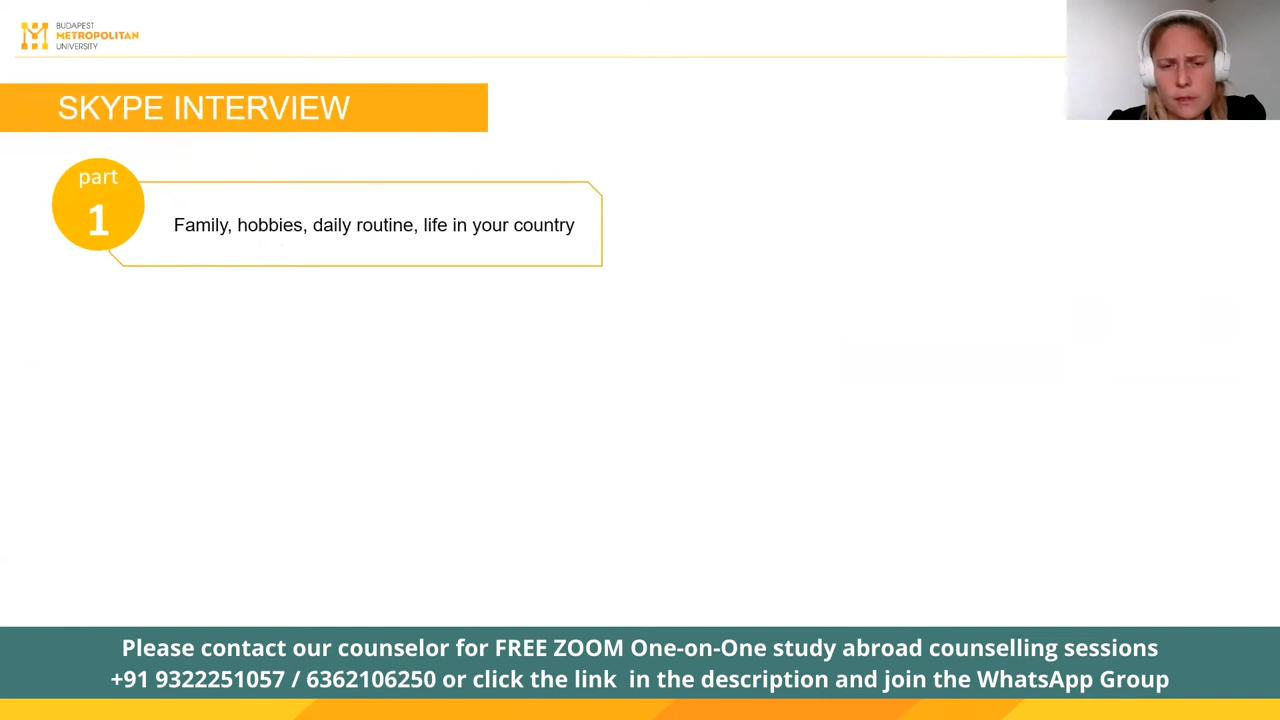 BUDAPEST
METROPOLITAN
UNIVERSITY
SKYPE INTERVIEW
part
1
Family, hobbies, daily routine, life in your country
Please contact our counselor for FREE ZOOM One-on-One study abroad counselling sessions
+91 9322251057 / 6362106250 or click the link  in the description and join the WhatsApp Group